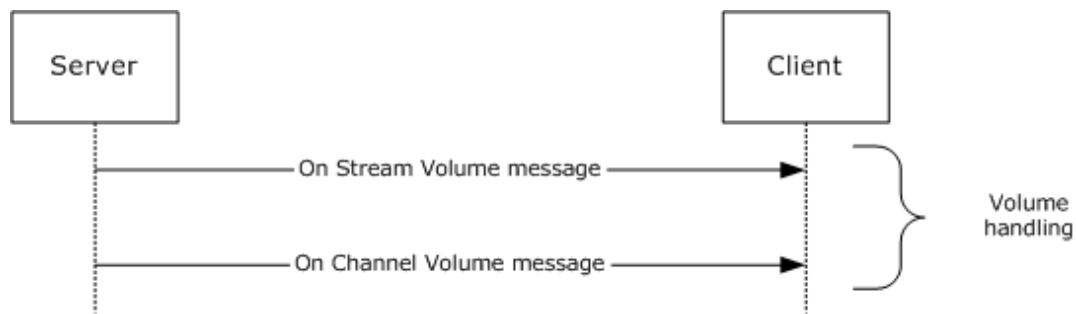 Server
Client
On Stream Volume message
Volume
handling
On Channel Volume message